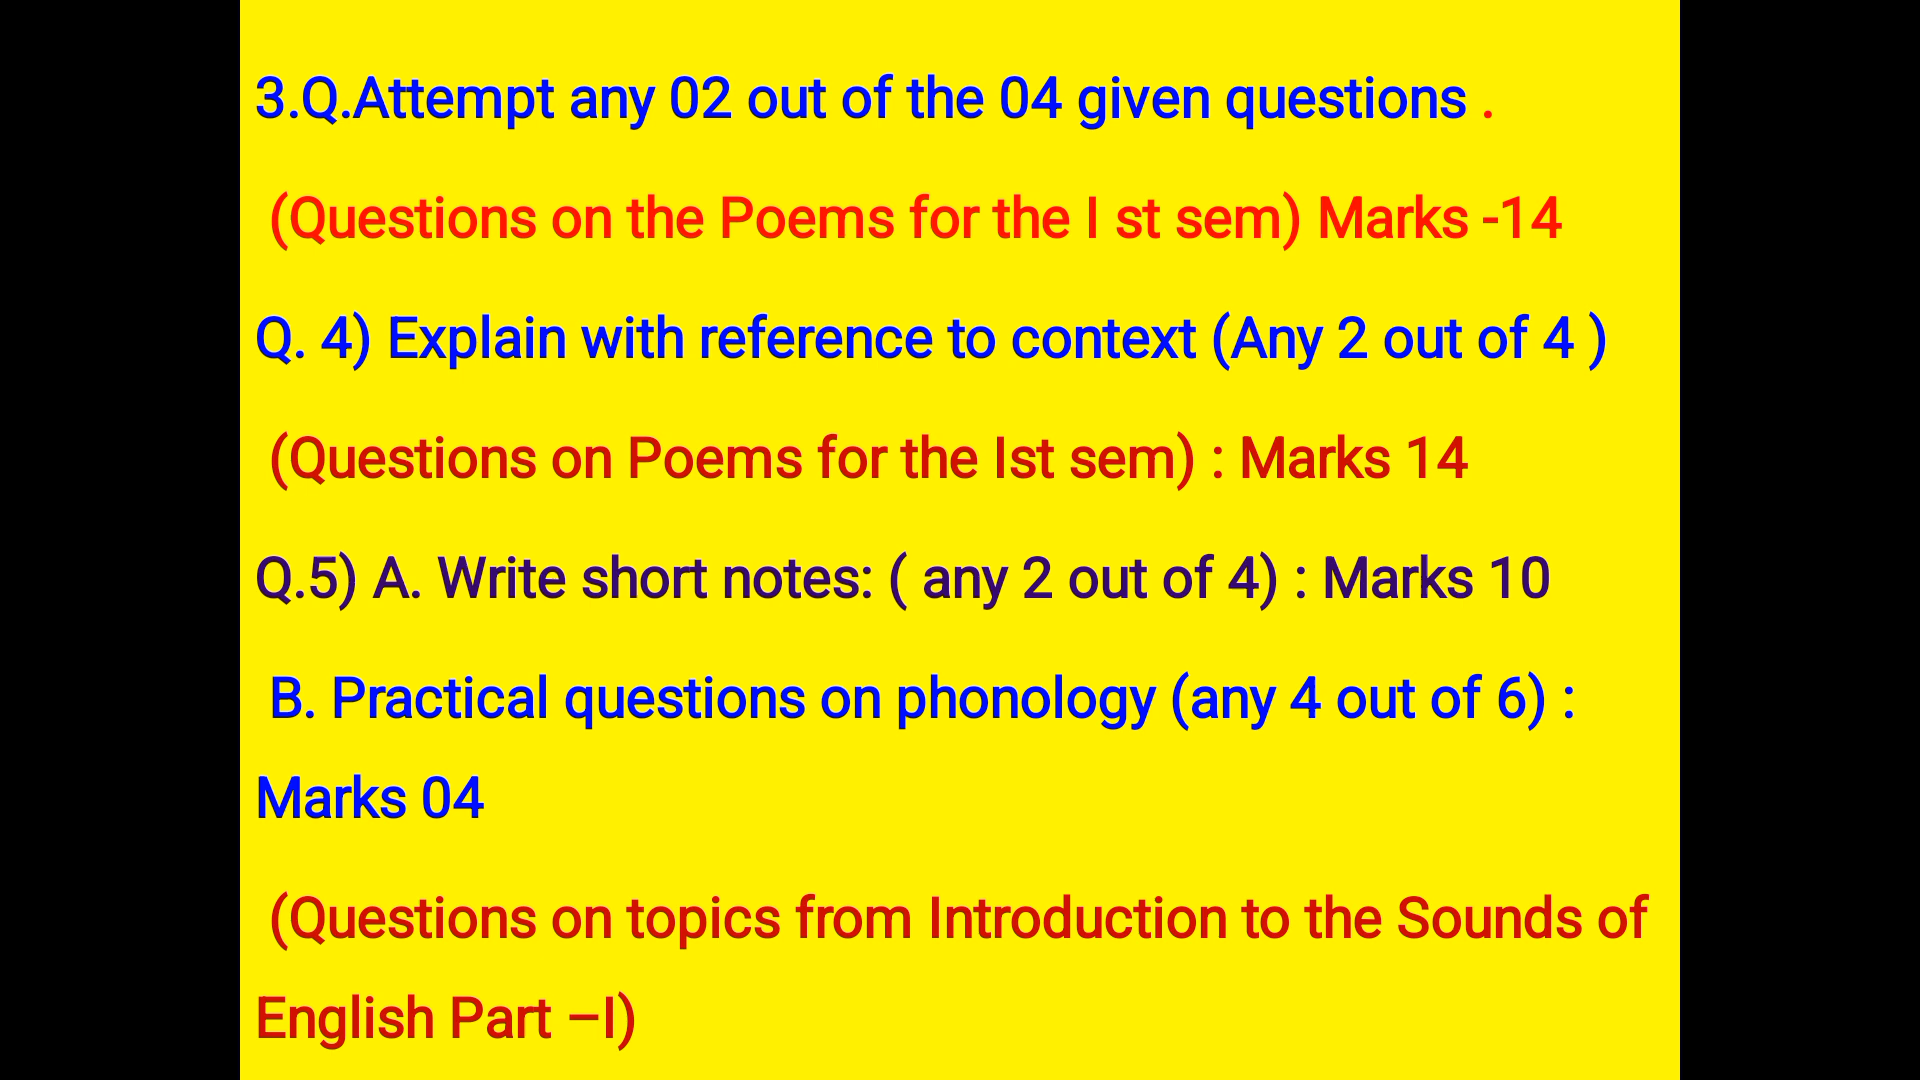 3.Q.Attempt any 02 out of the 04 given questions .
(Questions on the Poems for the I st sem) Marks -14
Q. 4) Explain with reference to context (Any 2 out of 4 )
(Questions on Poems for the Ist sem) : Marks 14
Q.5) A. Write short notes: ( any 2 out of 4) : Marks 10
B. Practical questions on phonology (any 4 out of 6) :
Marks 04
(Questions on topics from Introduction to the Sounds of
English Part –I)